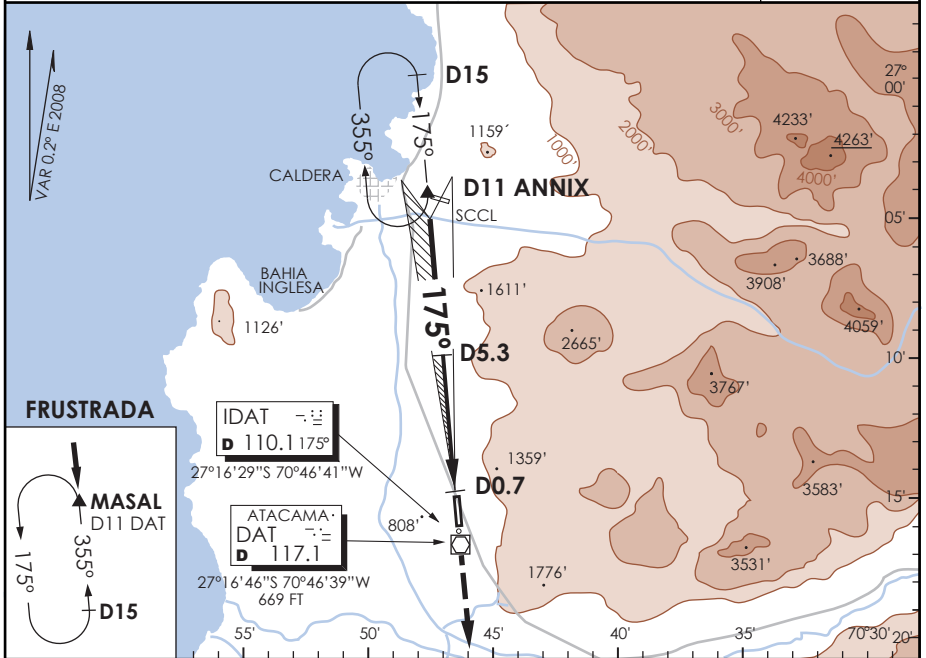 VAR 0.2° E 2008
D15
355°
175°
1159´
CALDERA
D11 ANNIX
SCCL
1000'
2000'
3000'
4233'
4263'
4000'
27°
00'
05'
BAHIA
INGLESA
1126'
1611'
175°
D5.3
2665'
3908'
3688'
4059'
10'
3767'
FRUSTRADA
MASAL
D11 DAT
175°
355°
D15
IDAT
D 110.1 175°
27°16'29"S 70°46'41"W
ATACAMA
DAT
D 117.1
27°16'46"S 70°46'39"W
669 FT
808'
1359'
D0.7
3583'
15'
3531'
1776'
55'
50'
45'
40'
35'
70°30'
20'